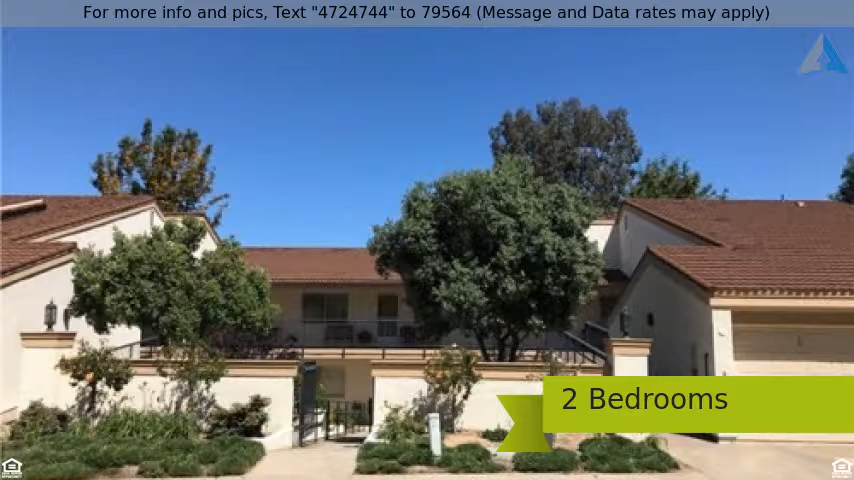 For more info and pics, Text "4724744" to 79564 (Message and Data rates may apply)
2 Bedrooms